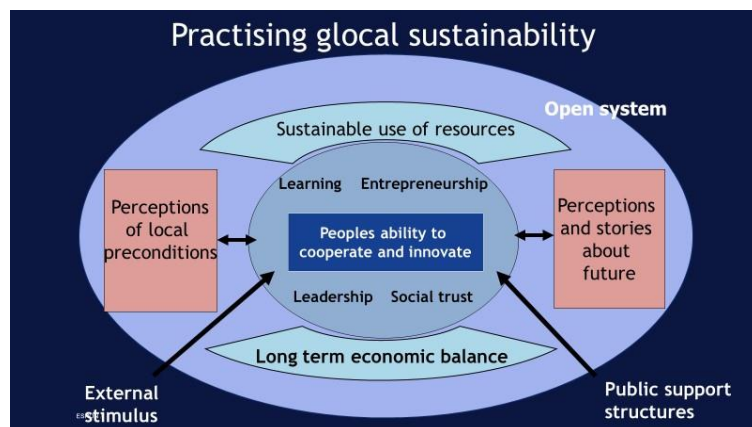 Practising glocal sustainability
Open system
Sustainable use of resources
Learning Entrepreneurship
Perceptions
of local
preconditions
Peoples ability to
cooperate and innovate
Perceptions
and stories
about
future
Leadership Social trust
Long term economic balance
External
stimulus
Public support
structures